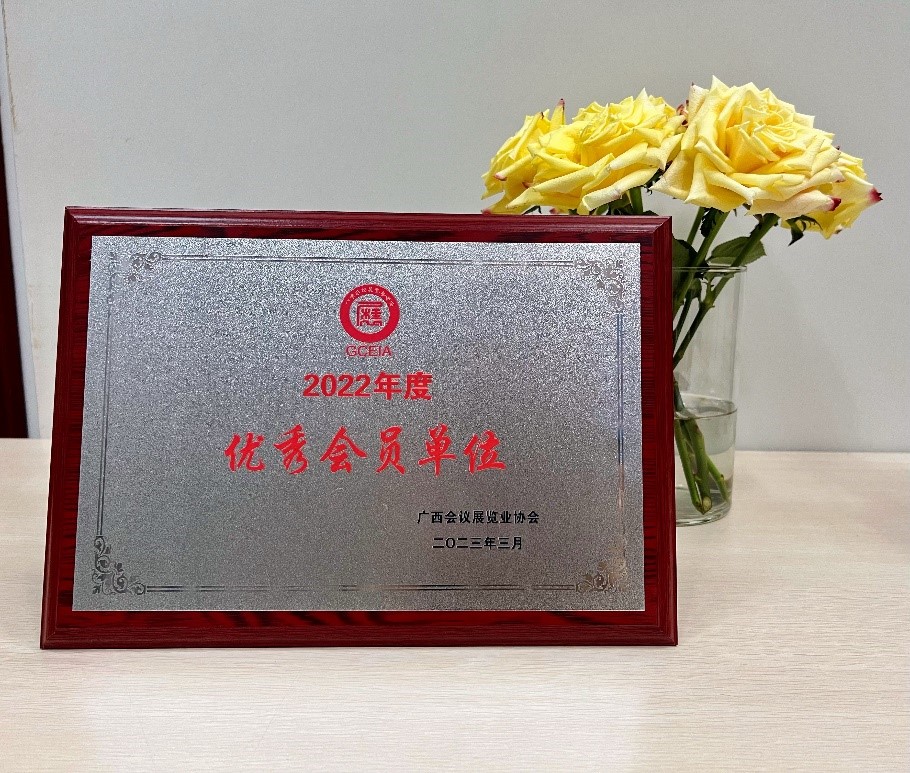 GCEIA
2022年度
优秀会员单位
广西会议展览业协会
二〇二三年三月